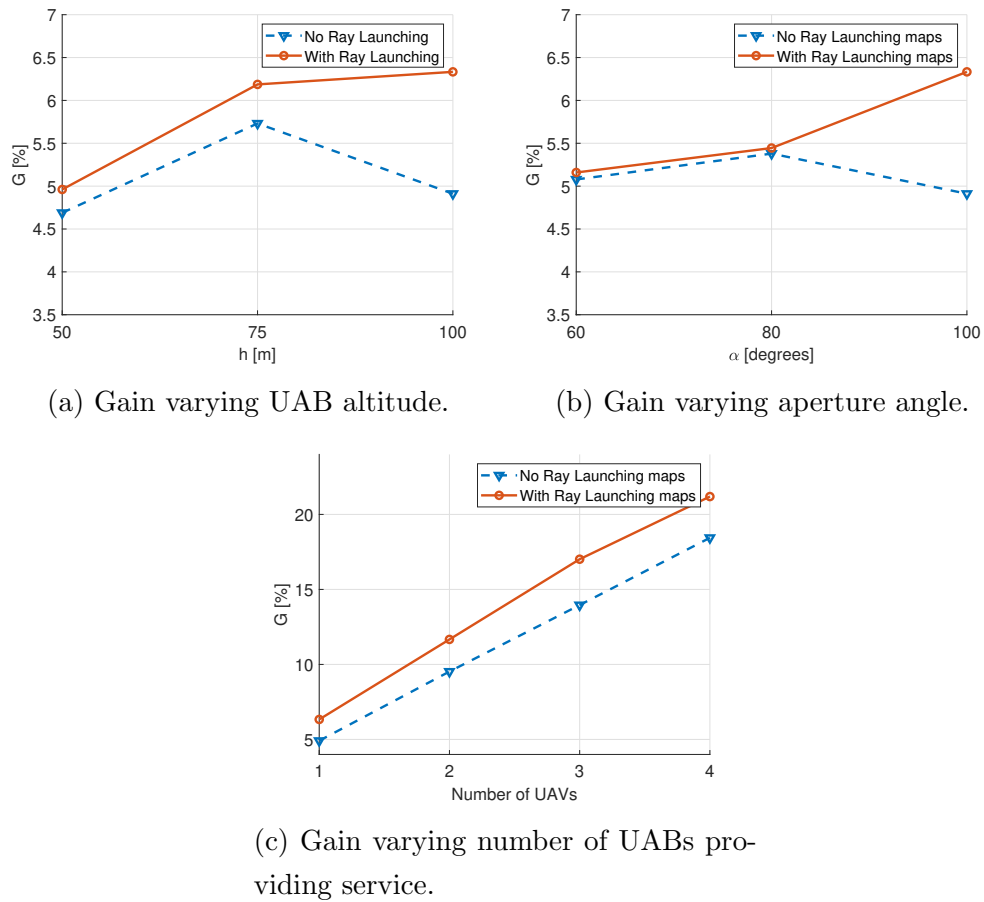 7
6.5
6
5.5
5
4.5
4
3.5
G [%]
50
75
100
h [m]
No Ray Launching
With Ray Launching
(a) Gain varying UAB altitude.
7
6.5
6
5.5
5
4.5
4
3.5
G [%]
60
80
100
α [degrees]
No Ray Launching maps
With Ray Launching maps
(b) Gain varying aperture angle.
20
15
10
5
G [%]
1
2
3
4
Number of UAVs
No Ray Launching maps
With Ray Launching maps
(c) Gain varying number of UABs pro-
viding service.